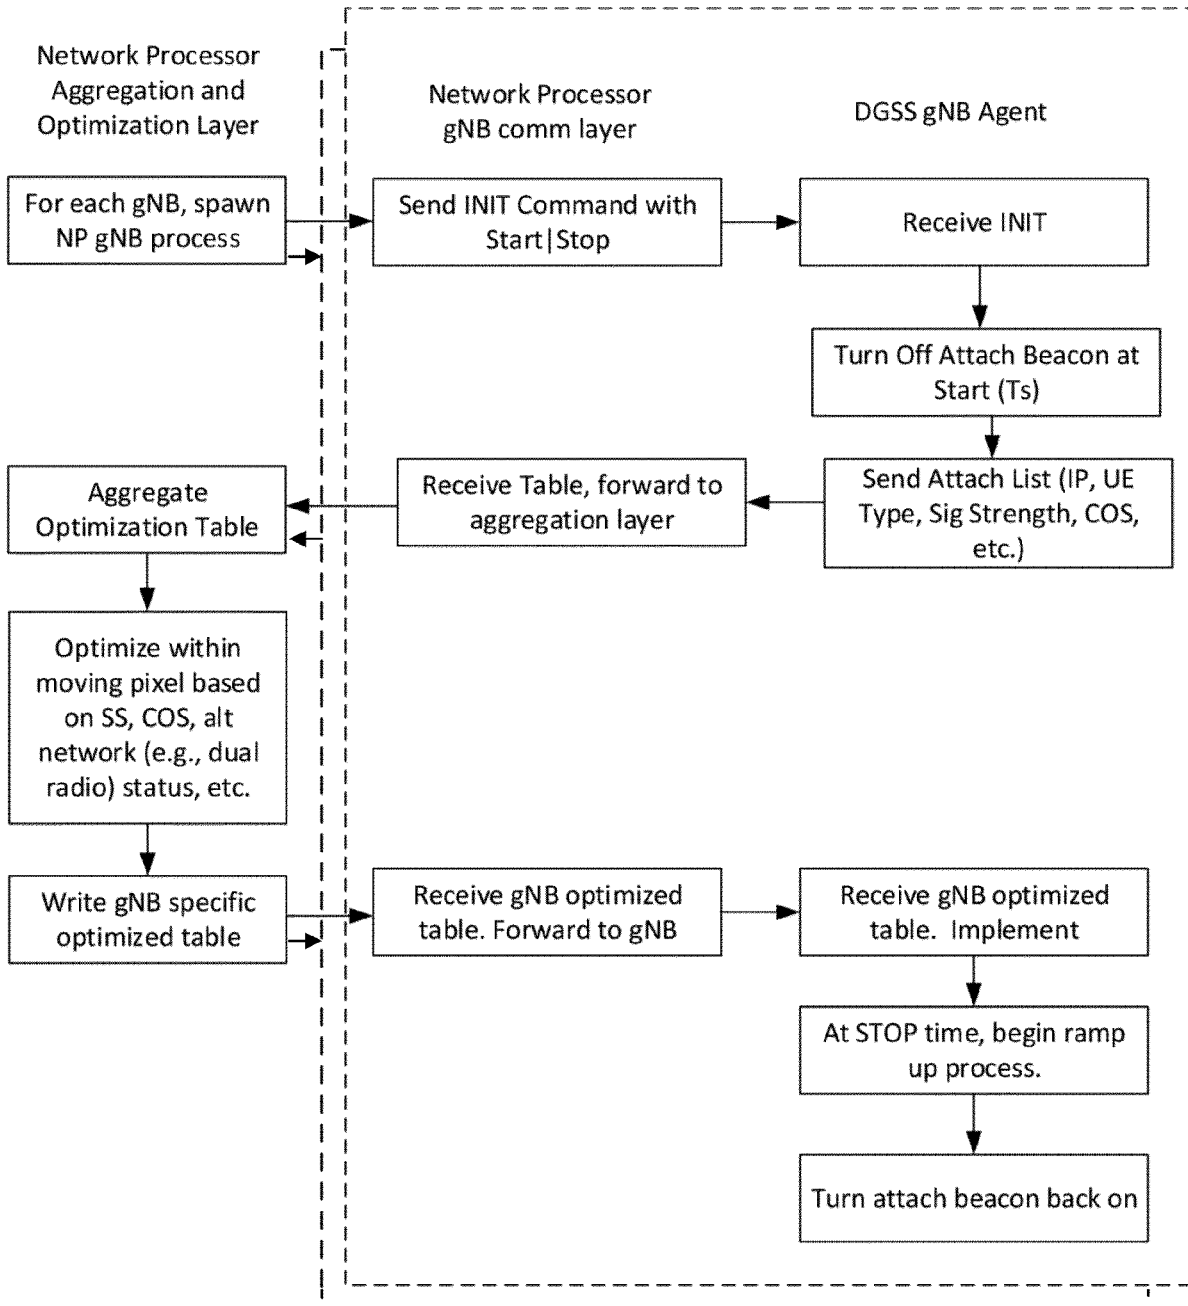 Network Processor
Aggregation and
Optimization Layer
Network Processor
gNB comm layer
DGSS gNB Agent
For each gNB, spawn
NP gNB process
Send INIT Command with
Start|Stop
Receive INIT
Turn Off Attach Beacon at
Start (Ts)
Aggregate
Optimization Table
Receive Table, forward to
aggregation layer
Send Attach List (IP, UE
Type, Sig Strength, COS,
etc.)
Optimize within
moving pixel based
on SS, COS, alt
network (e.g., dual
radio) status, etc.
Write gNB specific
optimized table
Receive gNB optimized
table. Forward to gNB
Receive gNB optimized
table.  Implement
At STOP time, begin ramp
up process.
Turn attach beacon back on